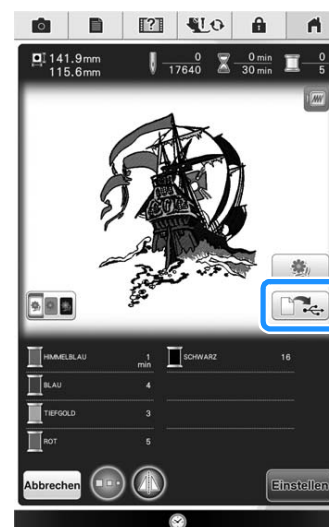 141.9mm 0 0 min 0
115.6mm 17640 30 min 5
HIMMELBLAU 1 min SCHWARZ 16
BLAU 4
TIEFGOLD 3
ROT 5
Abbrechen Einstellen